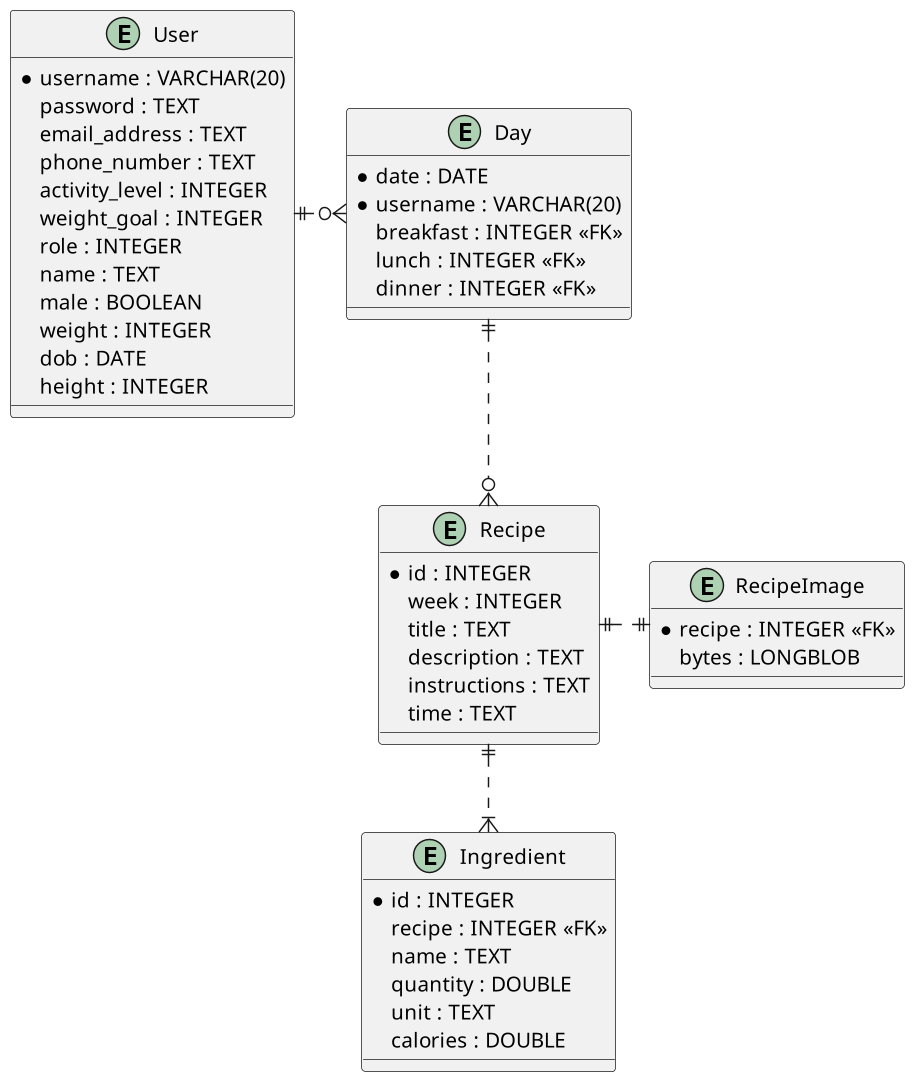 E User
* username : VARCHAR(20)
password : TEXT
email_address : TEXT
phone_number : TEXT
activity_level : INTEGER
weight_goal : INTEGER
role : INTEGER
name : TEXT
male : BOOLEAN
weight : INTEGER
dob : DATE
height : INTEGER
E Day
* date : DATE
* username : VARCHAR(20)
breakfast : INTEGER «FK»
lunch : INTEGER «FK»
dinner : INTEGER «FK»
E Recipe
* id : INTEGER
week : INTEGER
title : TEXT
description : TEXT
instructions : TEXT
time : TEXT
E RecipeImage
* recipe : INTEGER «FK»
bytes : LONGBLOB
E Ingredient
* id : INTEGER
recipe : INTEGER «FK»
name : TEXT
quantity : DOUBLE
unit : TEXT
calories : DOUBLE